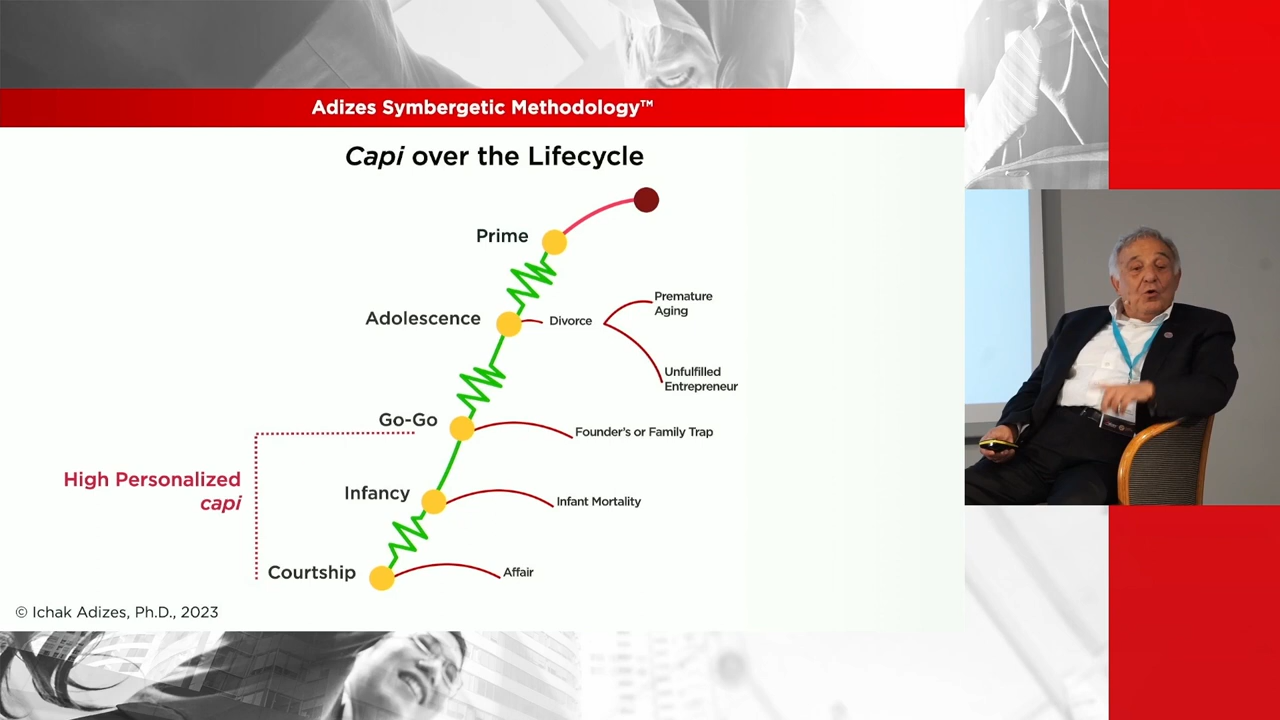 Adizes Symbergetic Methodology™
Capi over the Lifecycle
Prime
Adolescence
Divorce
Premature
Aging
Unfulfilled
Entrepreneur
Go-Go
Founder's or Family Trap
High Personalized
capi
Infancy
Infant Mortality
Courtship
Affair
© Ichak Adizes, Ph.D., 2023